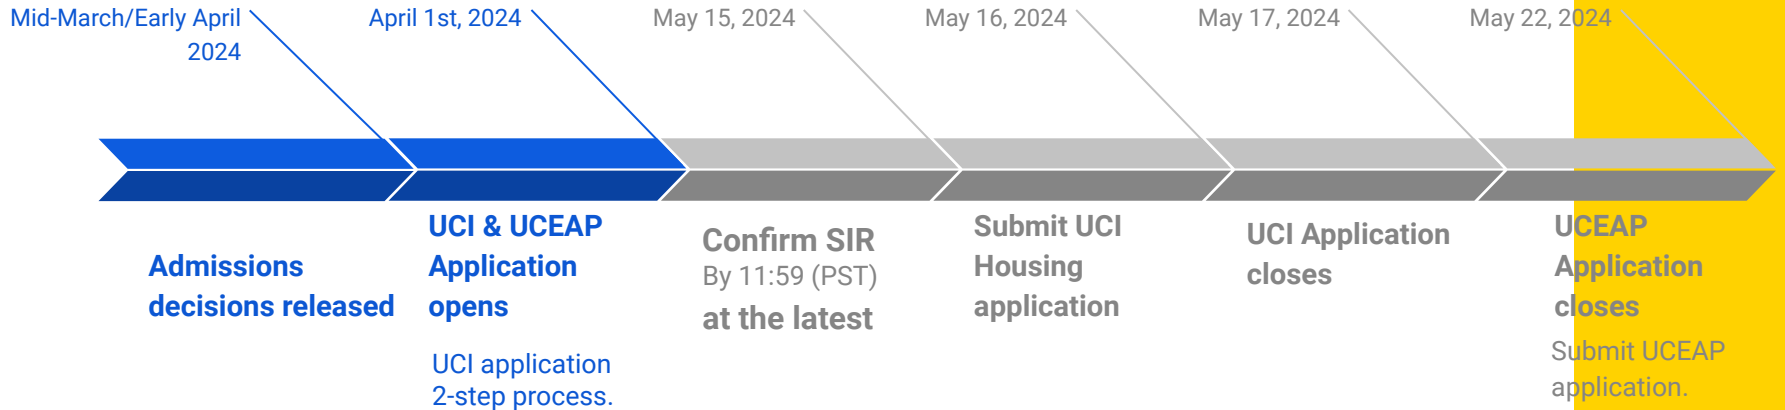 Mid-March/Early April
2024
April 1st, 2024
May 15, 2024
May 16, 2024
May 17, 2024
May 22, 2024
Admissions
decisions released
UCI & UCEAP
Application
opens
UCI application
2-step process.
Confirm SIR
By 11:59 (PST)
at the latest
Submit UCI
Housing
application
UCI Application
closes
UCEAP
Application
closes
Submit UCEAP
application.